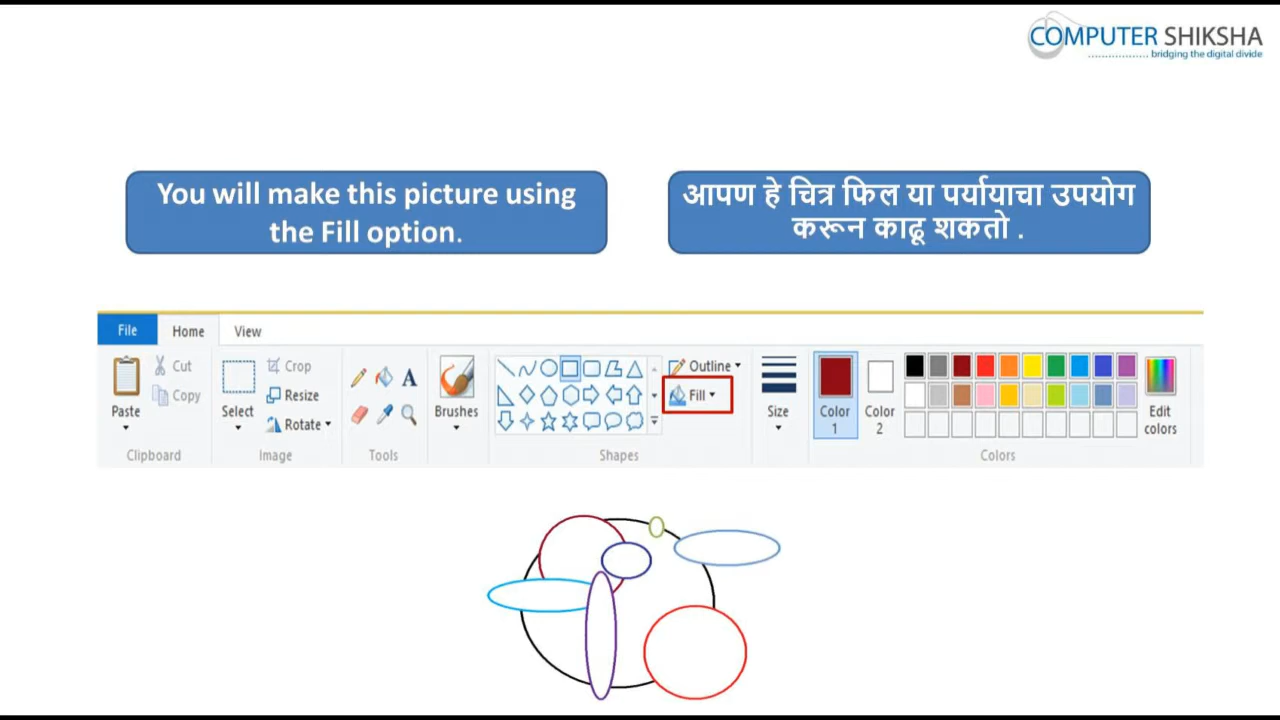 COMPUTER SHIKSHA
bridging the digital divide
You will make this picture using
the Fill option.
आपण हे चित्र फिल या पर्यायाचा उपयोग
करून काढू शकतो .
File Home View
Cut Crop Outline
Copy Resize Fill
Paste Select Rotate Brushes Size Color Color Edit
1 2 colors
Clipboard Image Tools Shapes Colors